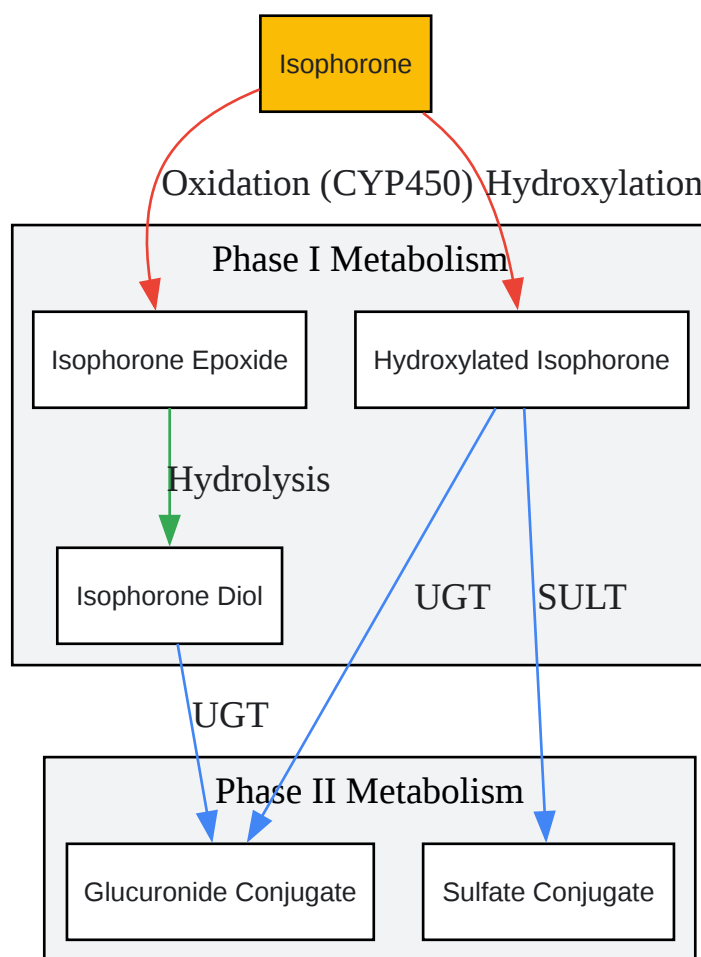 Isophorone
Oxidation (CYP450)
Hydroxylation
Phase I Metabolism
Isophorone Epoxide
Hydroxylated Isophorone
Hydrolysis
Isophorone Diol
UGT
SULT
UGT
Phase II Metabolism
Glucuronide Conjugate
Sulfate Conjugate